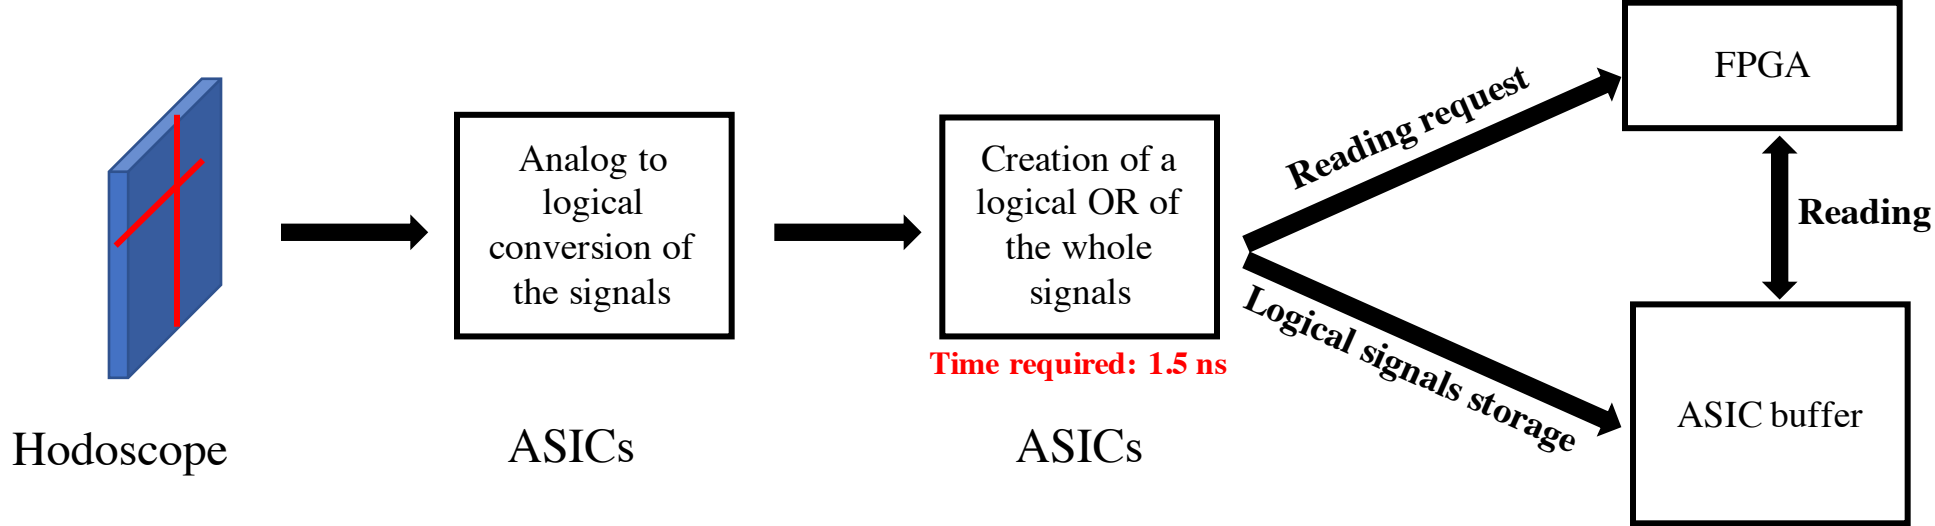 Hodoscope
Analog to
logical
conversion of
the signals
ASICs
Creation of a
logical OR of
the whole
signals
Time required: 1.5 ns
ASICs
Reading request
Logical signals storage
FPGA
Reading
ASIC buffer